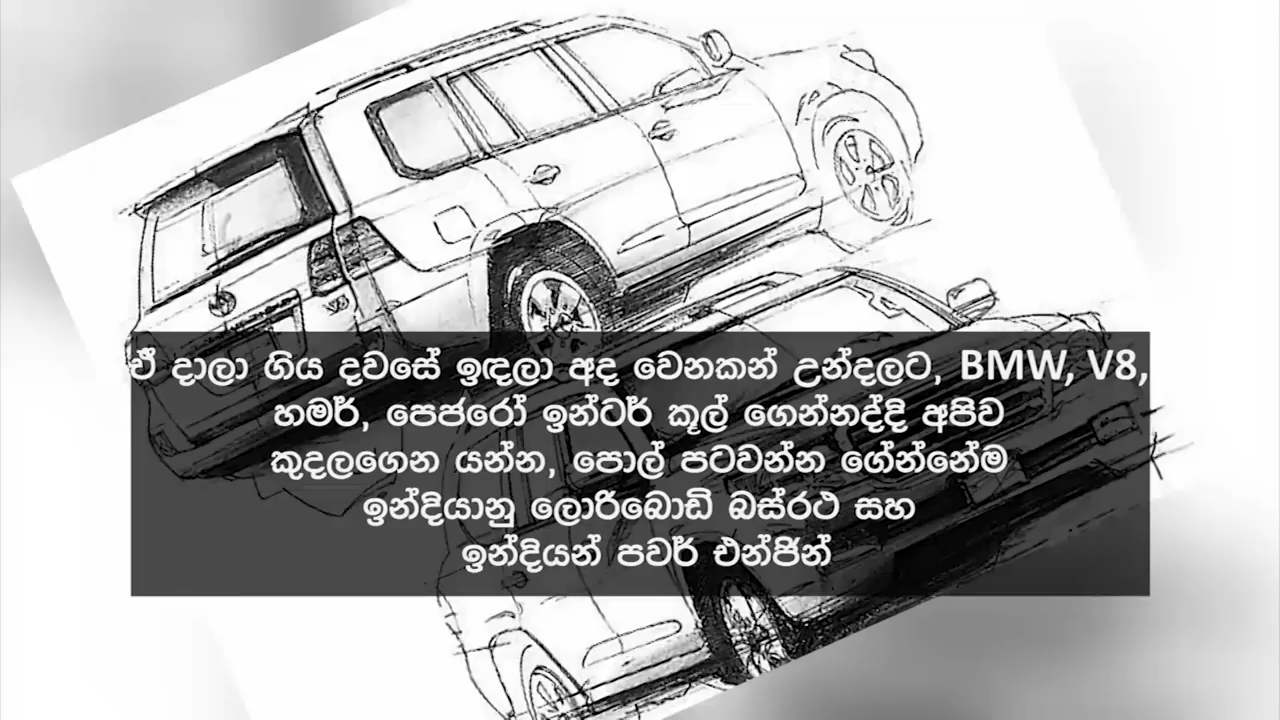 ඒ දාලා ගිය දවසේ ඉඳලා අද වෙනකන් උන්දලට, BMW, V8,
හමර්, පෙජරෝ ඉන්ටර් කූල් ගෙන්නද්දි අපිව
කුදලගෙන යන්න, පොල් පටවන්න ගේන්නේම
ඉන්දියානු ලොරිබොඩි බස්රථ සහ
ඉන්දියන් පවර් එන්ජින්